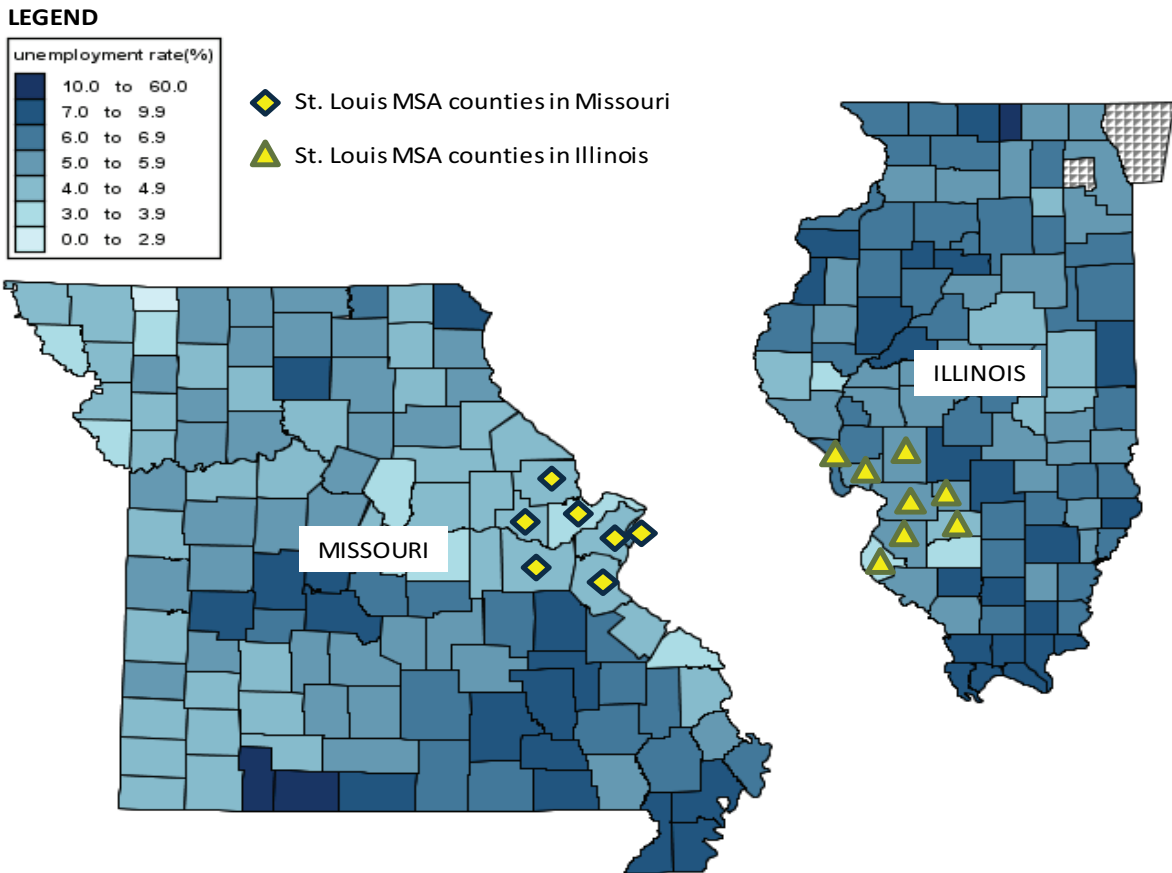 LEGEND
unemployment rate(%)
10.0 to 60.0
7.0 to 9.9
6.0 to 6.9
5.0 to 5.9
4.0 to 4.9
3.0 to 3.9
0.0 to 2.9
St. Louis MSA counties in Missouri
St. Louis MSA counties in Illinois
ILLINOIS
MISSOURI